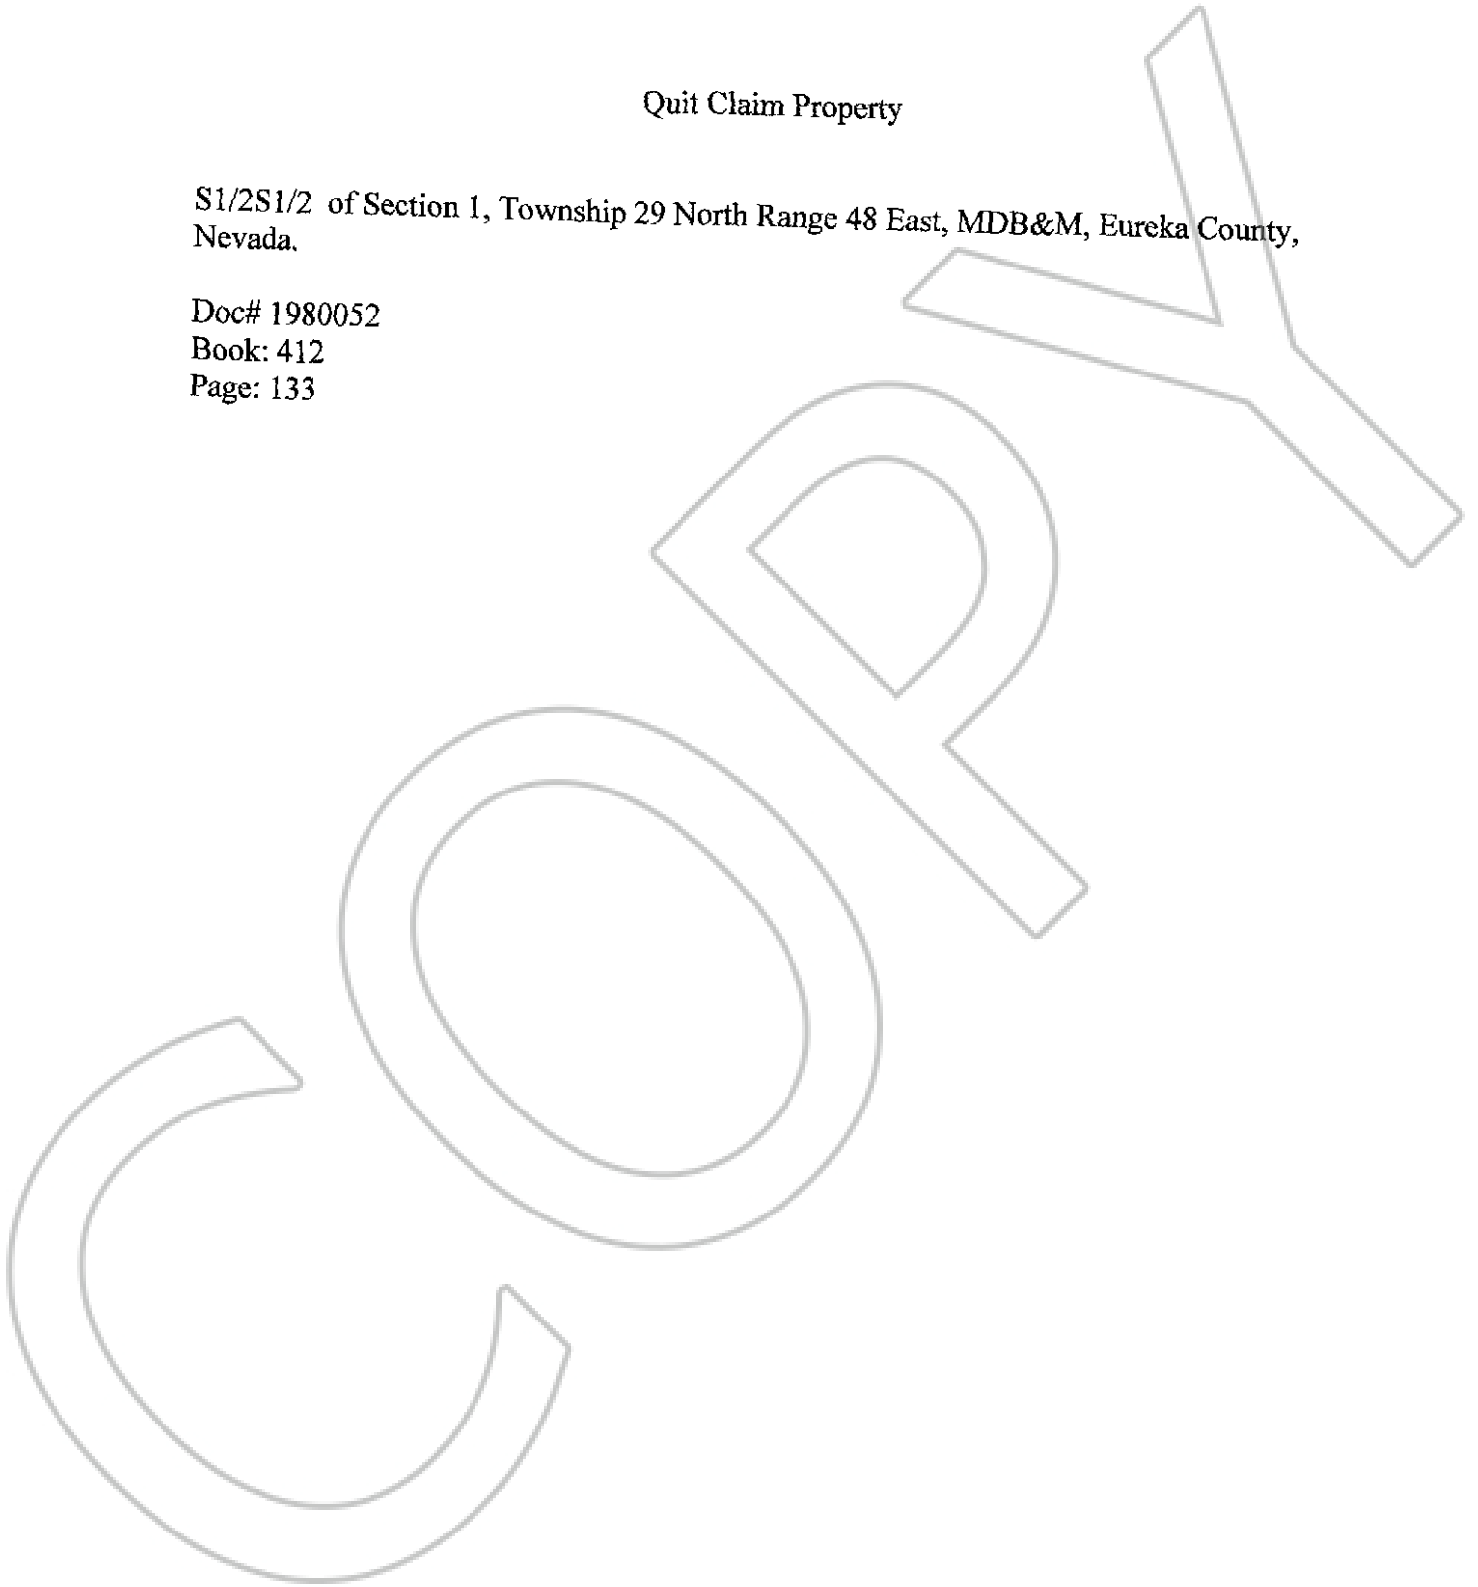 Quit Claim Property
S1/2S1/2 of Section 1, Township 29 North Range 48 East, MDB&M, Eureka County,
Nevada.
Doc# 1980052
Book: 412
Page: 133
COPY